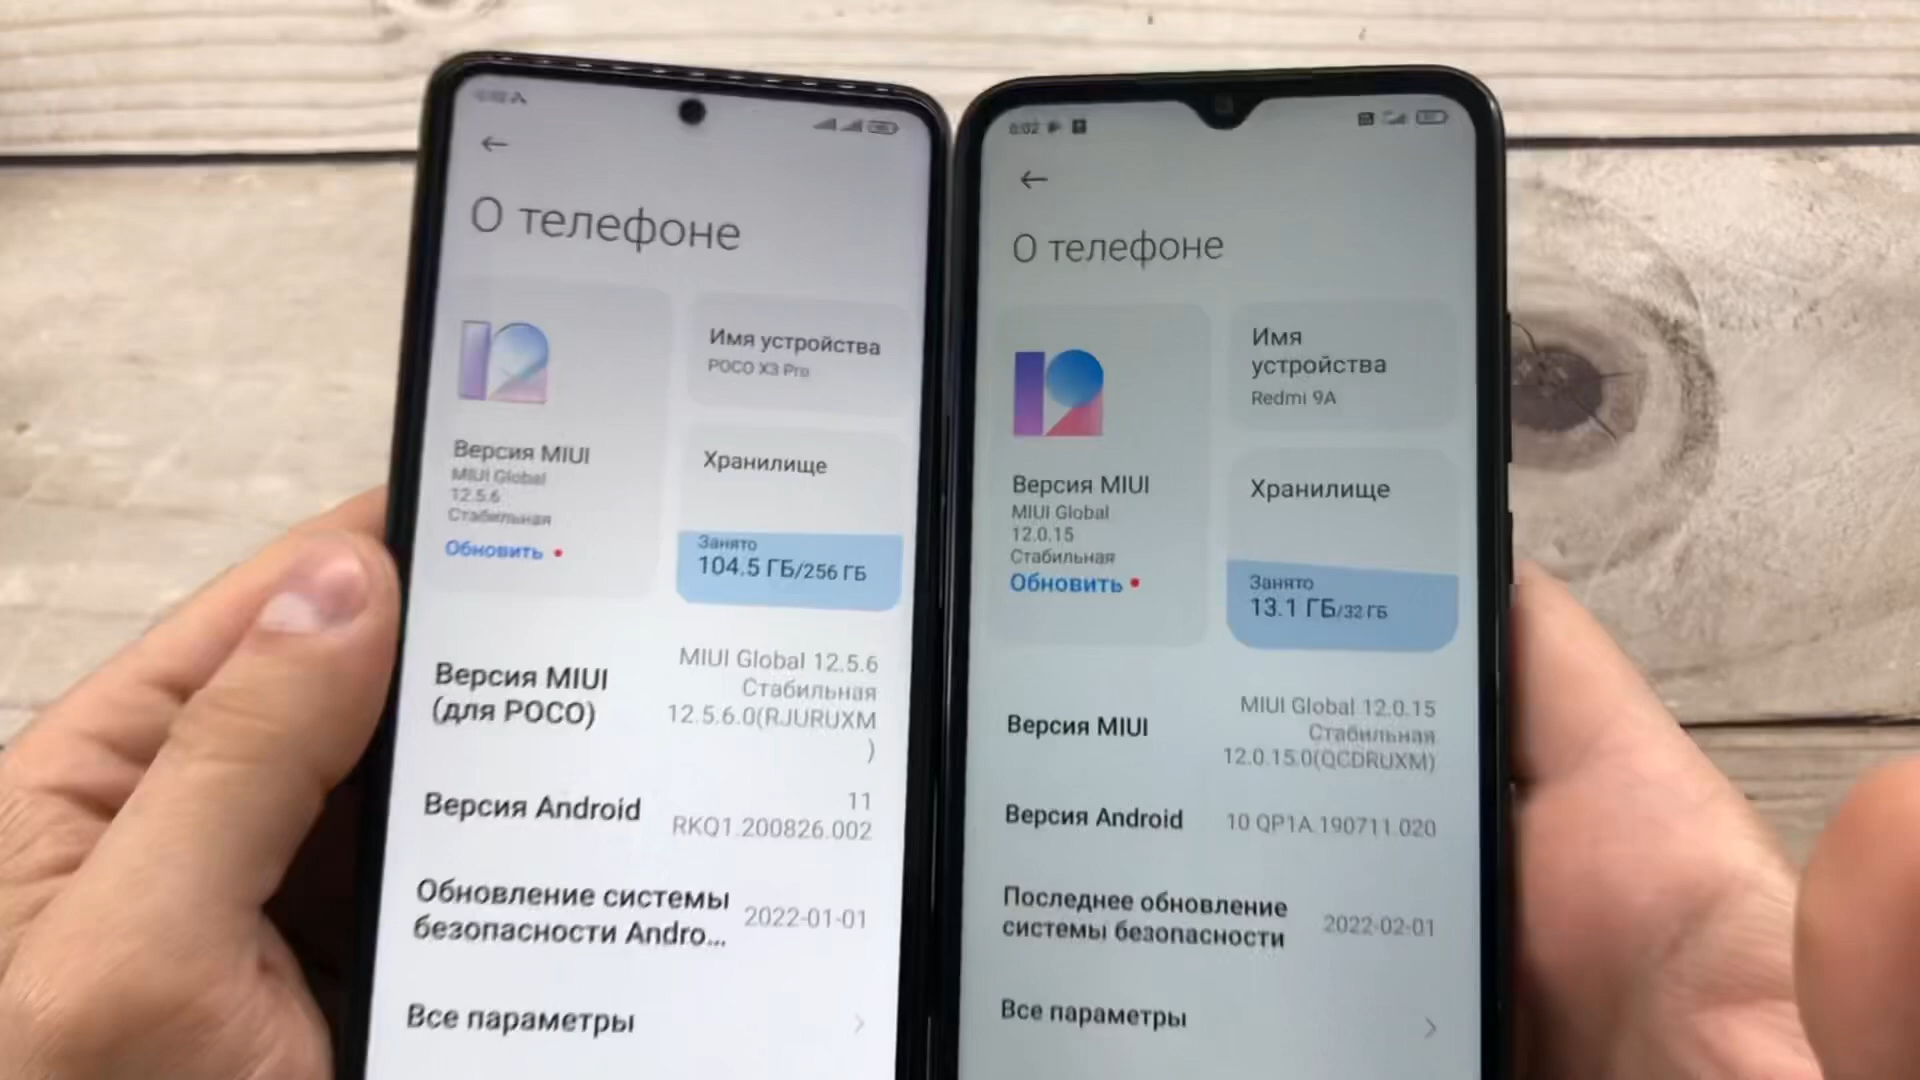 О телефоне
Имя устройства
POCO X3 Pro
Версия MIUI
MIUI Global
12.5.6
Стабильная
Обновить
Хранилище
Занято
104.5 ГБ/256 ГБ
Версия MIUI
(для POCO)
MIUI Global 12.5.6
Стабильная
12.5.6.0(RJURUXM
)
Версия Android
11
RKQ1.200826.002
Обновление системы
безопасности Andro...
2022-01-01
Все параметры
6:02
О телефоне
Имя
устройства
Redmi 9A
Версия MIUI
MIUI Global
12.0.15
Стабильная
Обновить
Хранилище
Занято
13.1 ГБ/32 ГБ
Версия MIUI
MIUI Global 12.0.15
Стабильная
12.0.15.0(QCDRUXM)
Версия Android
10 QP1A.190711.020
Последнее обновление
системы безопасности
2022-02-01
Все параметры